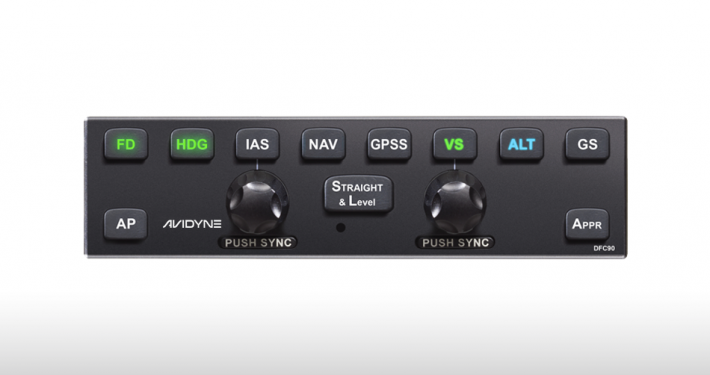 FD HDG IAS NAV GPSS VS ALT GS
STRAIGHT
& LEVEL
AP AVIDYNE APPR
PUSH SYNC PUSH SYNC
DFC90